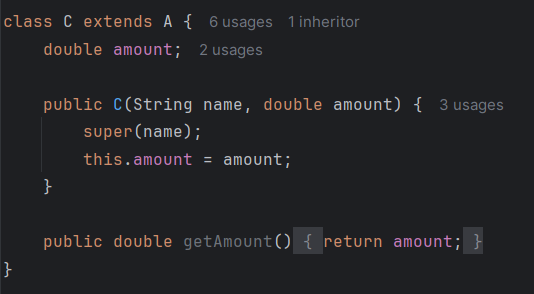 class C extends A {  6 usages  1 inheritor
    double amount;  2 usages
    public C(String name, double amount) {  3 usages
        super(name);
        this.amount = amount;
    }
    public double getAmount() { return amount; }
}